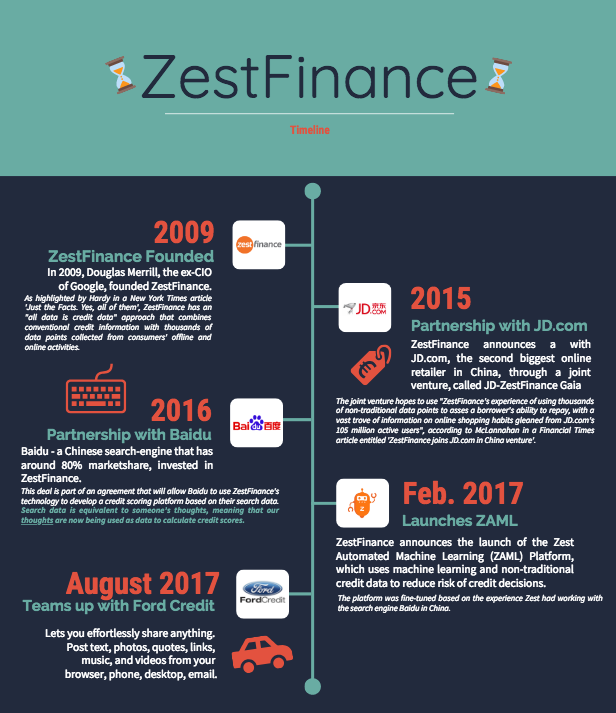 ZestFinance
Timeline
2009
ZestFinance Founded
In 2009, Douglas Merrill, the ex-CIO
of Google, founded ZestFinance.
As highlighted by Hardy in a New York Times article
'Just the Facts. Yes, all of them', ZestFinance has an
"all data is credit data" approach that combines
conventional credit information with thousands of
data points collected from consumers' offline and
online activities.
zestfinance
JD.COM 京东
2015
Partnership with JD.com
ZestFinance announces a with
JD.com, the second biggest online
retailer in China, through a joint
venture, called JD-ZestFinance Gaia
The joint venture hopes to use "ZestFinance's experience of using thousands
of non-traditional data points to asses a borrower's ability to repay, with a
vast trove of information on online shopping habits gleaned from JD.com's
105 million active users", according to McLannahan in a Financial Times
article entitled 'ZestFinance joins JD.com in China venture'.
2016
Partnership with Baidu
Baidu - a Chinese search-engine that has
around 80% marketshare, invested in
ZestFinance.
This deal is part of an agreement that will allow Baidu to use ZestFinance's
technology to develop a credit scoring platform based on their search data.
Search data is equivalent to someone's thoughts, meaning that our
thoughts are now being used as data to calculate credit scores.
Bai du 百度
Feb. 2017
Launches ZAML
ZestFinance announces the launch of the Zest
Automated Machine Learning (ZAML) Platform,
which uses machine learning and non-traditional
credit data to reduce risk of credit decisions.
The platform was fine-tuned based on the experience Zest had working with
the search engine Baidu in China.
August 2017
Teams up with Ford Credit
Lets you effortlessly share anything.
Post text, photos, quotes, links,
music, and videos from your
browser, phone, desktop, email.
Ford
FordCredit